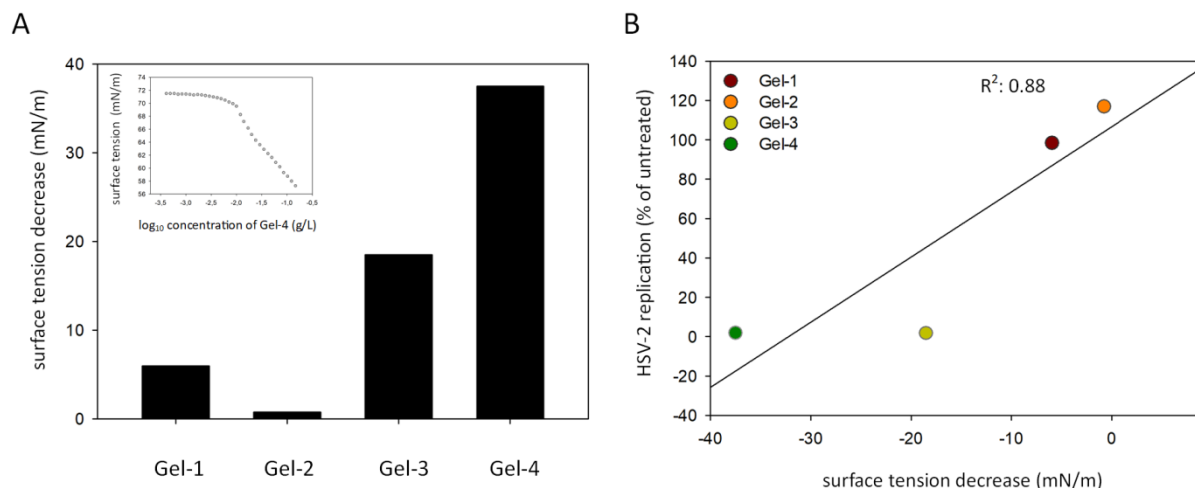 A
surface tension decrease (mN/m)
40
30
20
10
0
surface tension (mN/m)
74
72
70
68
66
64
62
60
58
56
-3,5 -3,0 -2,5 -2,0 -1,5 -1,0 -0,5
log₁₀ concentration of Gel-4 (g/L)
Gel-1 Gel-2 Gel-3 Gel-4
B
HSV-2 replication (% of untreated)
140
120
100
80
60
40
20
0
-20
-40
Gel-1
Gel-2
Gel-3
Gel-4
R²: 0.88
-40 -30 -20 -10 0
surface tension decrease (mN/m)